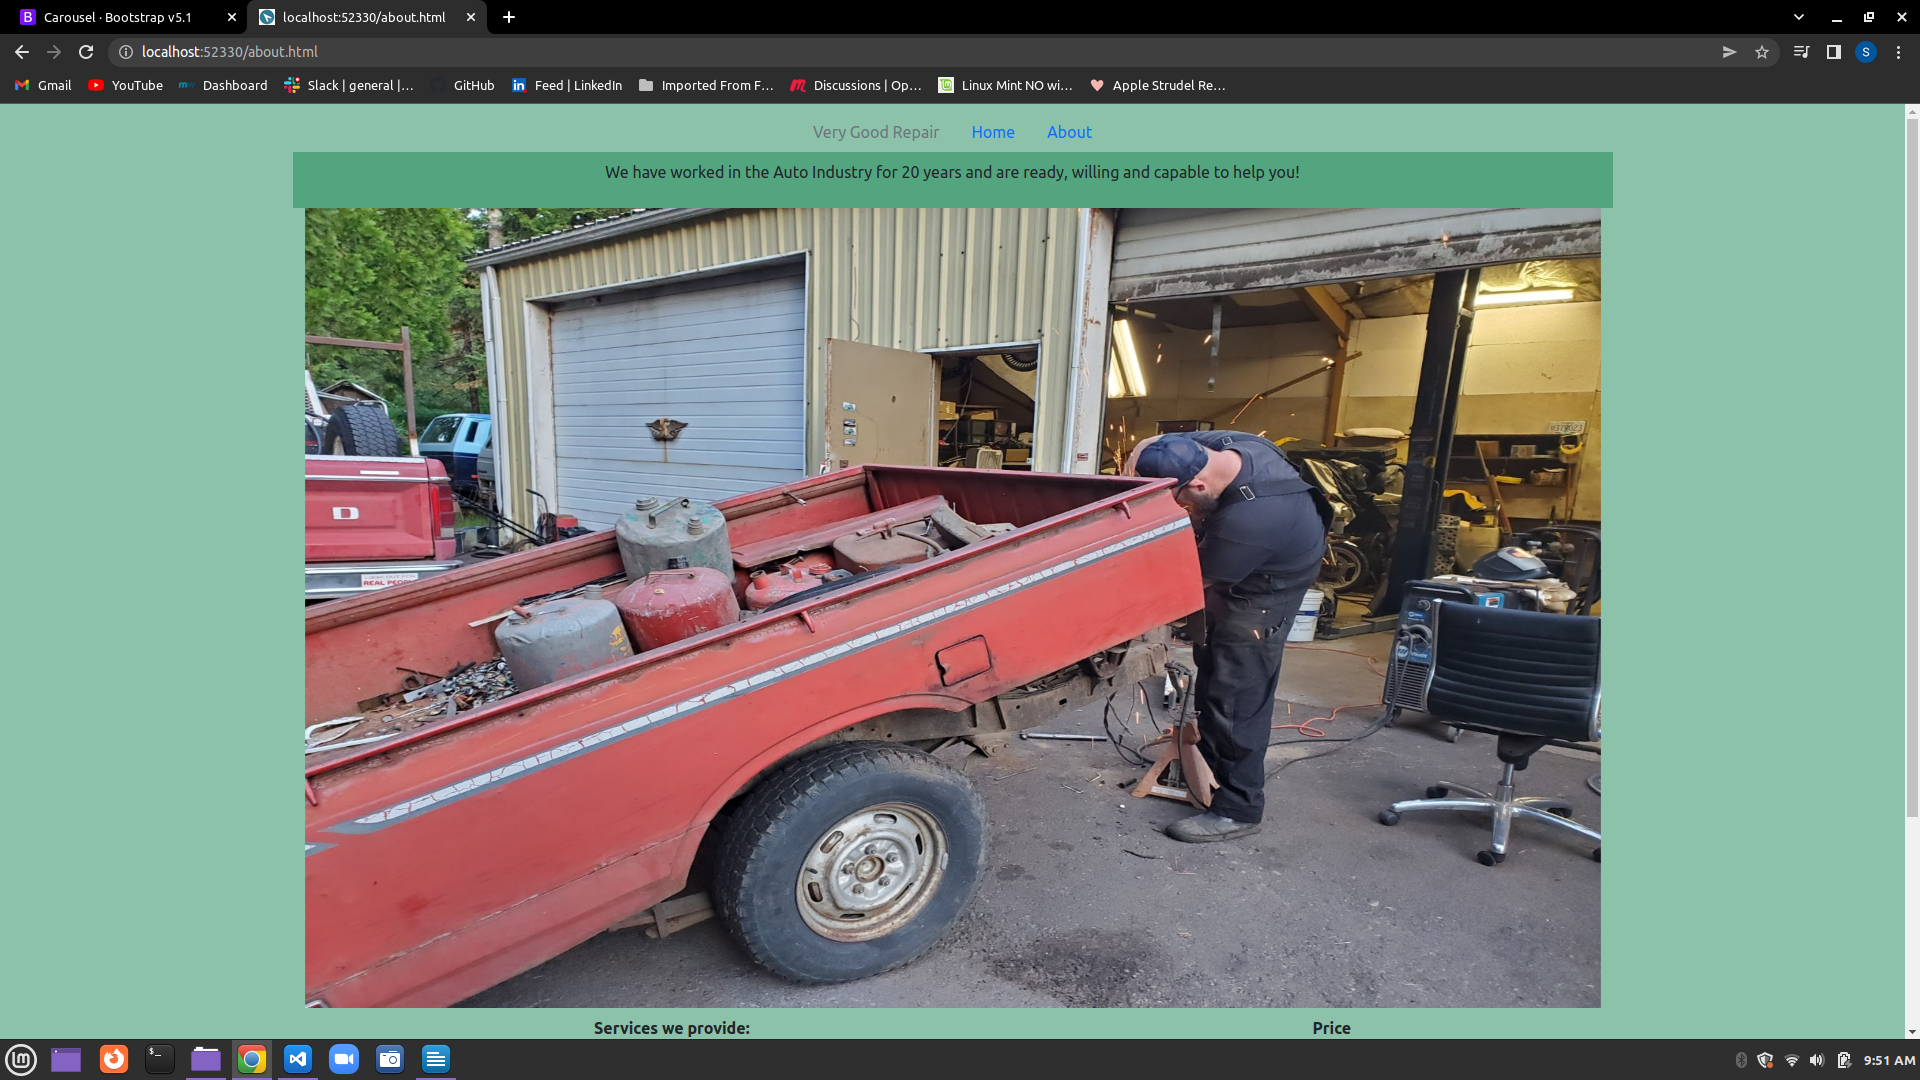 Carousel · Bootstrap v5.1
localhost:52330/about.html
localhost:52330/about.html
S
Gmail
YouTube
Dashboard
Slack | general |...
GitHub
Feed | LinkedIn
Imported From F...
Discussions | Op...
Linux Mint NO wi...
Apple Strudel Re...
Very Good Repair
Home
About
We have worked in the Auto Industry for 20 years and are ready, willing and capable to help you!
REAL
Services we provide:
Price
9:51 AM